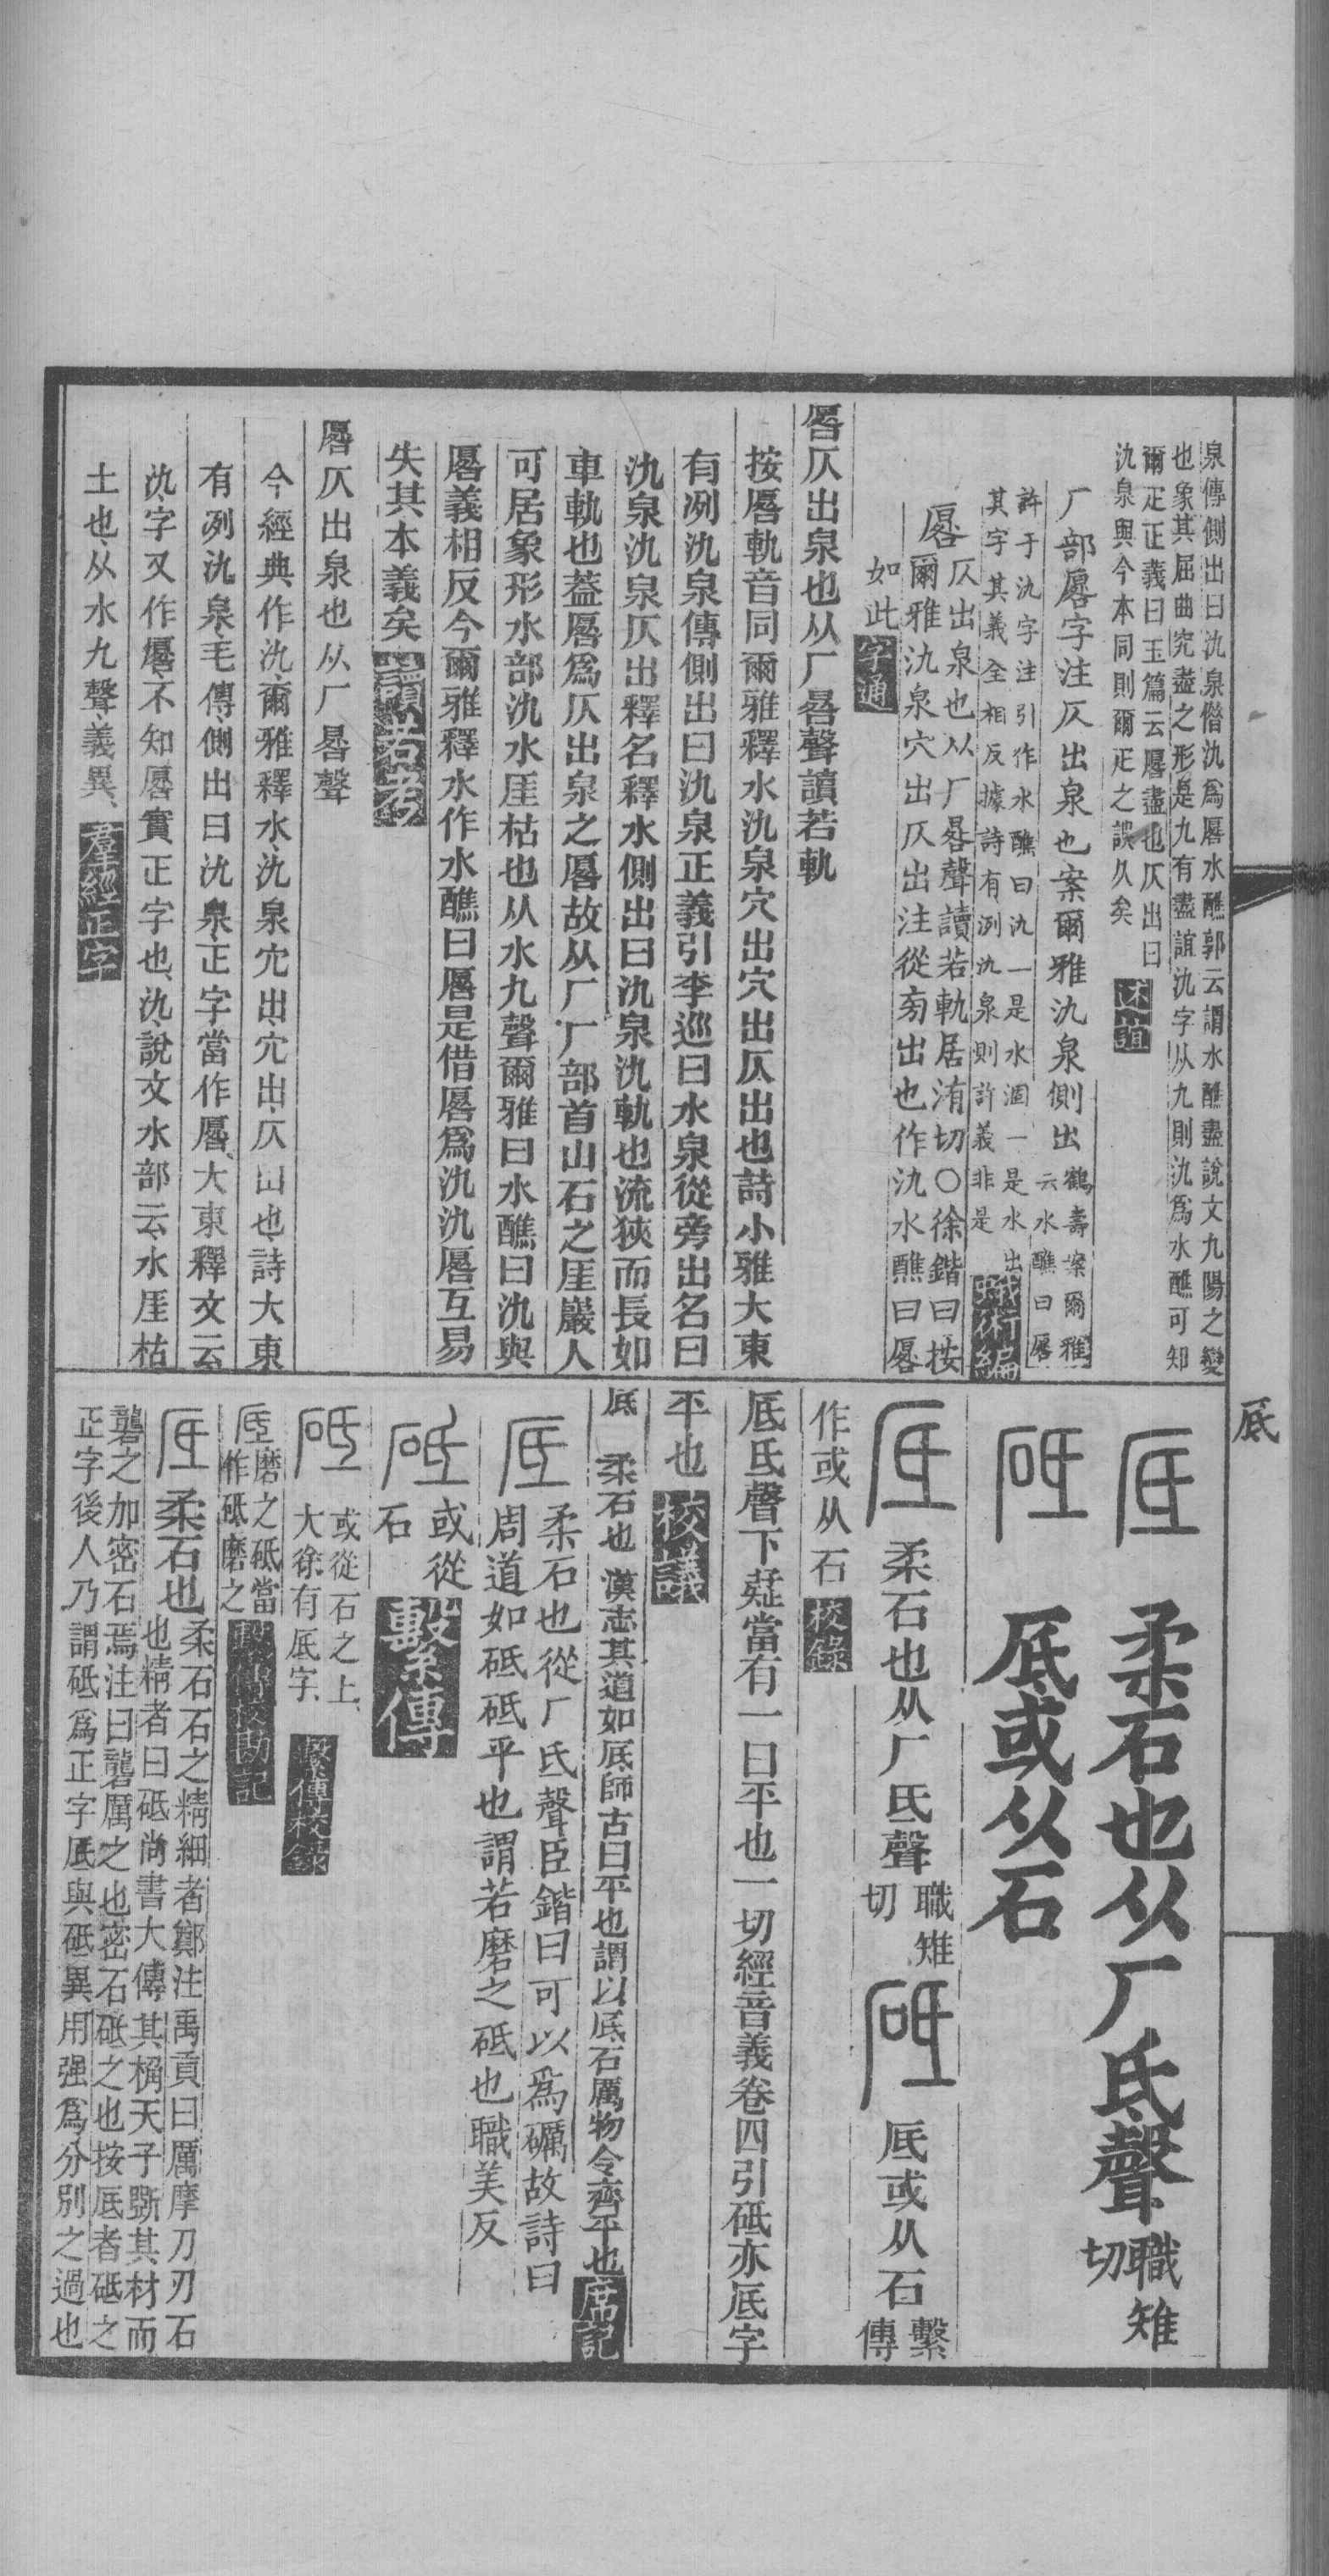 泉傳側出曰氿泉偺氿爲厬水醮郭云謂水醮盡說文九陽之變
也象其屈曲究盡之形是九有盡誼氿字从九則氿爲水醮可知
爾疋正義曰玉篇云厬盡也仄出曰
氿泉與今本同則爾疋之誤久矣
厂部厬字注仄出泉也案爾雅氿泉側出
鶴壽案爾雅
云水醮曰厬
許于氿字注引作水醮曰氿一是水涸一是水出
其字其義全相反據詩有冽氿泉則許義非是
蛾術編
厬
仄出泉也从厂晷聲讀若軌居洧切○徐鍇曰按
爾雅氿泉穴出仄出注從旁出也作氿水醮曰厬
如此
字通
厬仄出泉也从厂晷聲讀若軌
按厬軌音同爾雅釋水氿泉穴出穴出仄出也詩小雅大東
有冽氿泉傳側出曰氿泉正義引李巡曰水泉從旁出名曰
氿泉氿泉仄出釋名釋水側出曰氿泉氿軌也流狹而長如
車軌也蓋厬爲仄出泉之厬故从厂厂部首山石之厓巖人
可居象形水部氿水厓枯也从水九聲爾雅曰水醮曰氿與
厬義相反今爾雅釋水作水醮曰厬是借厬爲氿氿厬互易
失其本義矣
厬仄出泉也从厂晷聲
今經典作氿爾雅釋水氿泉穴出穴出仄出也詩大東
有冽氿泉毛傳側出曰氿泉正字當作厬大東釋文云
氿字又作厬不知厬實正字也氿說文水部云水厓枯
土也从水九聲義異
羣經正字
厎
厎
柔石也从厂氐聲
職雉
切
砥
厎或从石
厎
柔石也从厂氐聲
職雉
切
砥
厎或从石
繫
傳
作或从石
校錄
厎氐聲下疑當有一曰平也一切經音義卷四引砥亦厎字
平也
校議
厎 柔石也 漢志其道如厎師古曰平也謂以厎石厲物令齊平也
席記
厎
柔石也從厂氐聲臣鍇曰可以爲礪故詩曰
周道如砥砥平也謂若磨之砥也職美反
砥
或從
石
繫傳
砥
或從石之上
大徐有厎字
繫傳校錄
厎
磨之砥當
作砥磨之
繫傳校勘記
厎
柔石也
柔石石之精細者鄭注禹貢曰厲摩刀刃石
也精者曰砥尚書大傳其桷天子斲其材而
礱之加密石焉注曰礱厲之也密石砥之也按厎者砥之
正字後人乃謂砥爲正字厎與砥異用强爲分別之過也